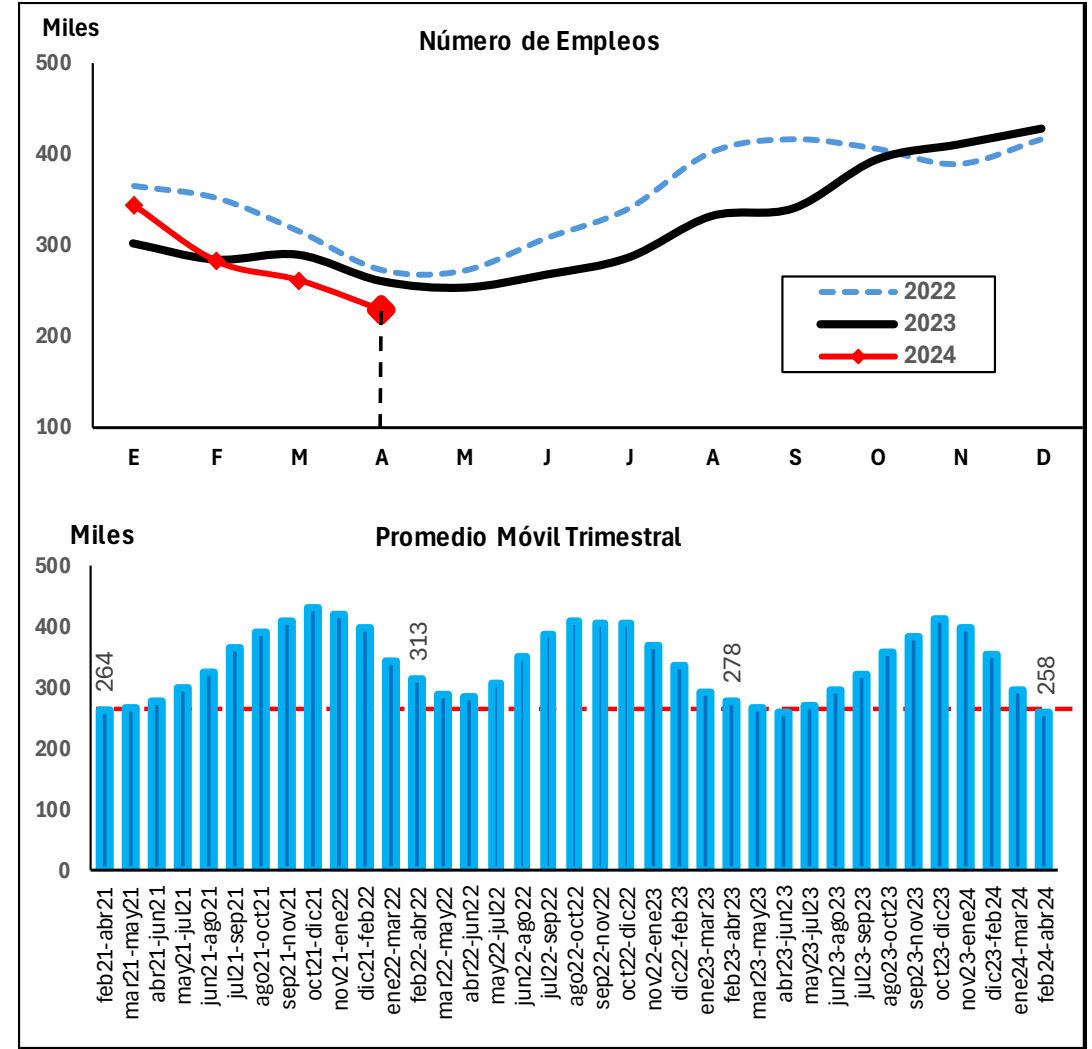 Miles
Número de Empleos
500
400
300
200
100
2022
2023
2024
E F M A M J J A S O N D
Miles
Promedio Móvil Trimestral
500
400
300
200
100
0
264
313
278
258
feb21-abr21
mar21-may21
abr21-jun21
may21-jul21
jun21-ago21
jul21-sep21
ago21-oct21
sep21-nov21
oct21-dic21
nov21-ene22
dic21-feb22
ene22-mar22
feb22-abr22
mar22-may22
abr22-jun22
may22-jul22
jun22-ago22
jul22-sep22
ago22-oct22
sep22-nov22
oct22-dic22
nov22-ene23
dic22-feb23
ene23-mar23
feb23-abr23
mar23-may23
abr23-jun23
may23-jul23
jun23-ago23
jul23-sep23
ago23-oct23
sep23-nov23
oct23-dic23
nov23-ene24
dic23-feb24
ene24-mar24
feb24-abr24